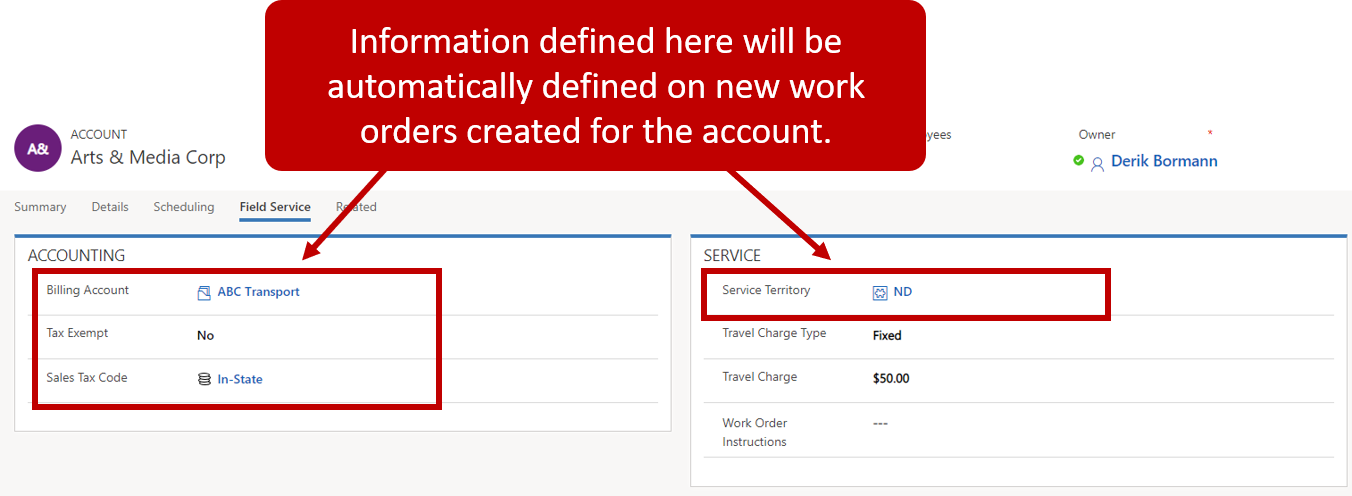 Information defined here will be
automatically defined on new work
orders created for the account.
A&
ACCOUNT
Arts & Media Corp
Owner
*
Derik Bormann
Summary
Details
Scheduling
Field Service
Related
ACCOUNTING
Billing Account
ABC Transport
Tax Exempt
No
Sales Tax Code
In-State
SERVICE
Service Territory
ND
Travel Charge Type
Fixed
Travel Charge
$50.00
Work Order
Instructions
---